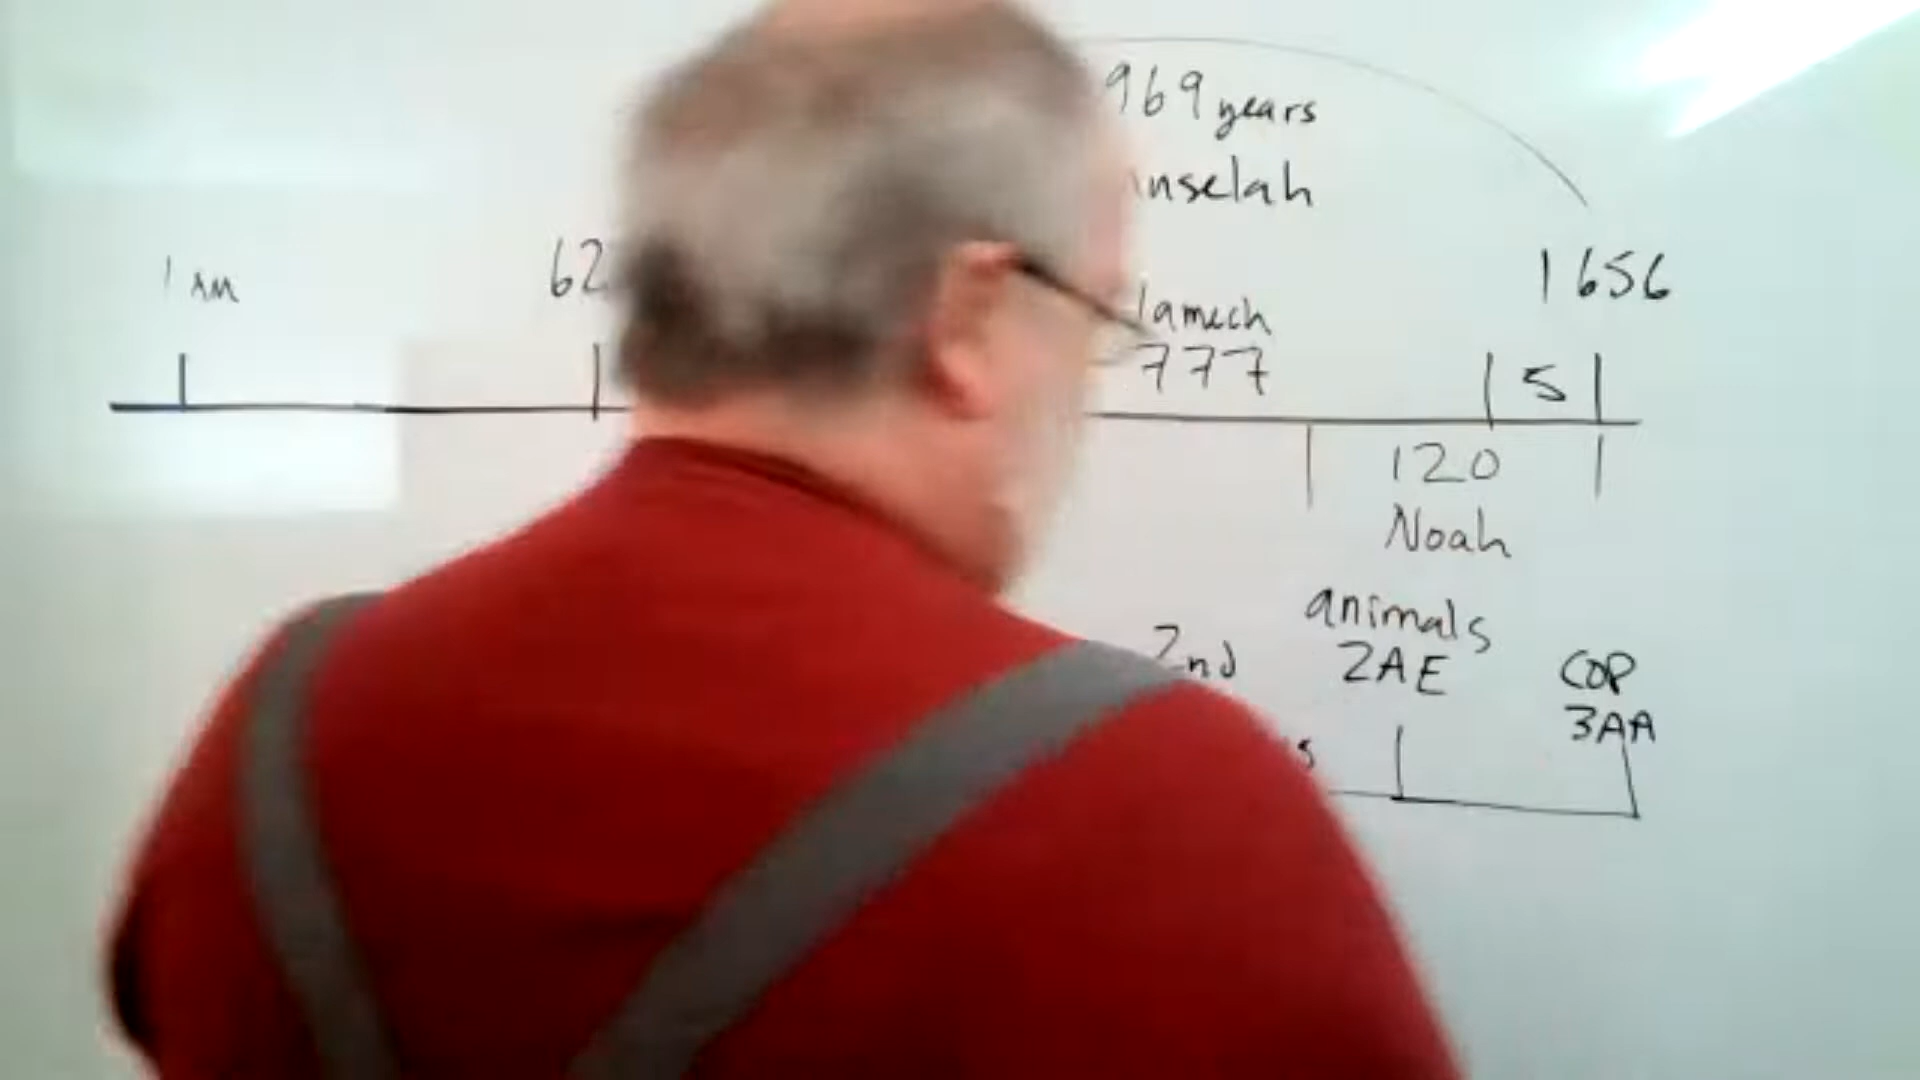 969 years
nselah
1 AM
62
lamech
1656
777
5
120
Noah
animals
2nd
2AE
COP
3AA
s